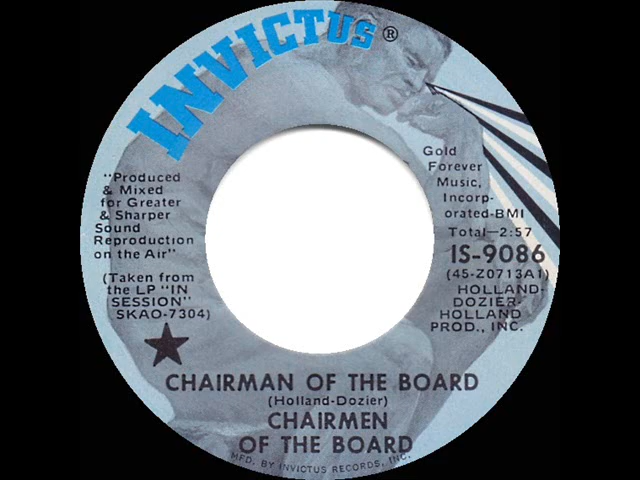 INVICTUS®
"Produced
& Mixed
for Greater
& Sharper
Sound
Reproduction
on the Air"
(Taken from
the LP "IN
SESSION"
SKAO-7304)
Gold
Forever
Music,
Incorp-
orated-BMI
Total—2:57
IS-9086
(45-Z0713A1)
HOLLAND-
DOZIER-
HOLLAND
PROD., INC.
CHAIRMAN OF THE BOARD
(Holland-Dozier)
CHAIRMEN
OF THE BOARD
MFD. BY INVICTUS RECORDS, INC.